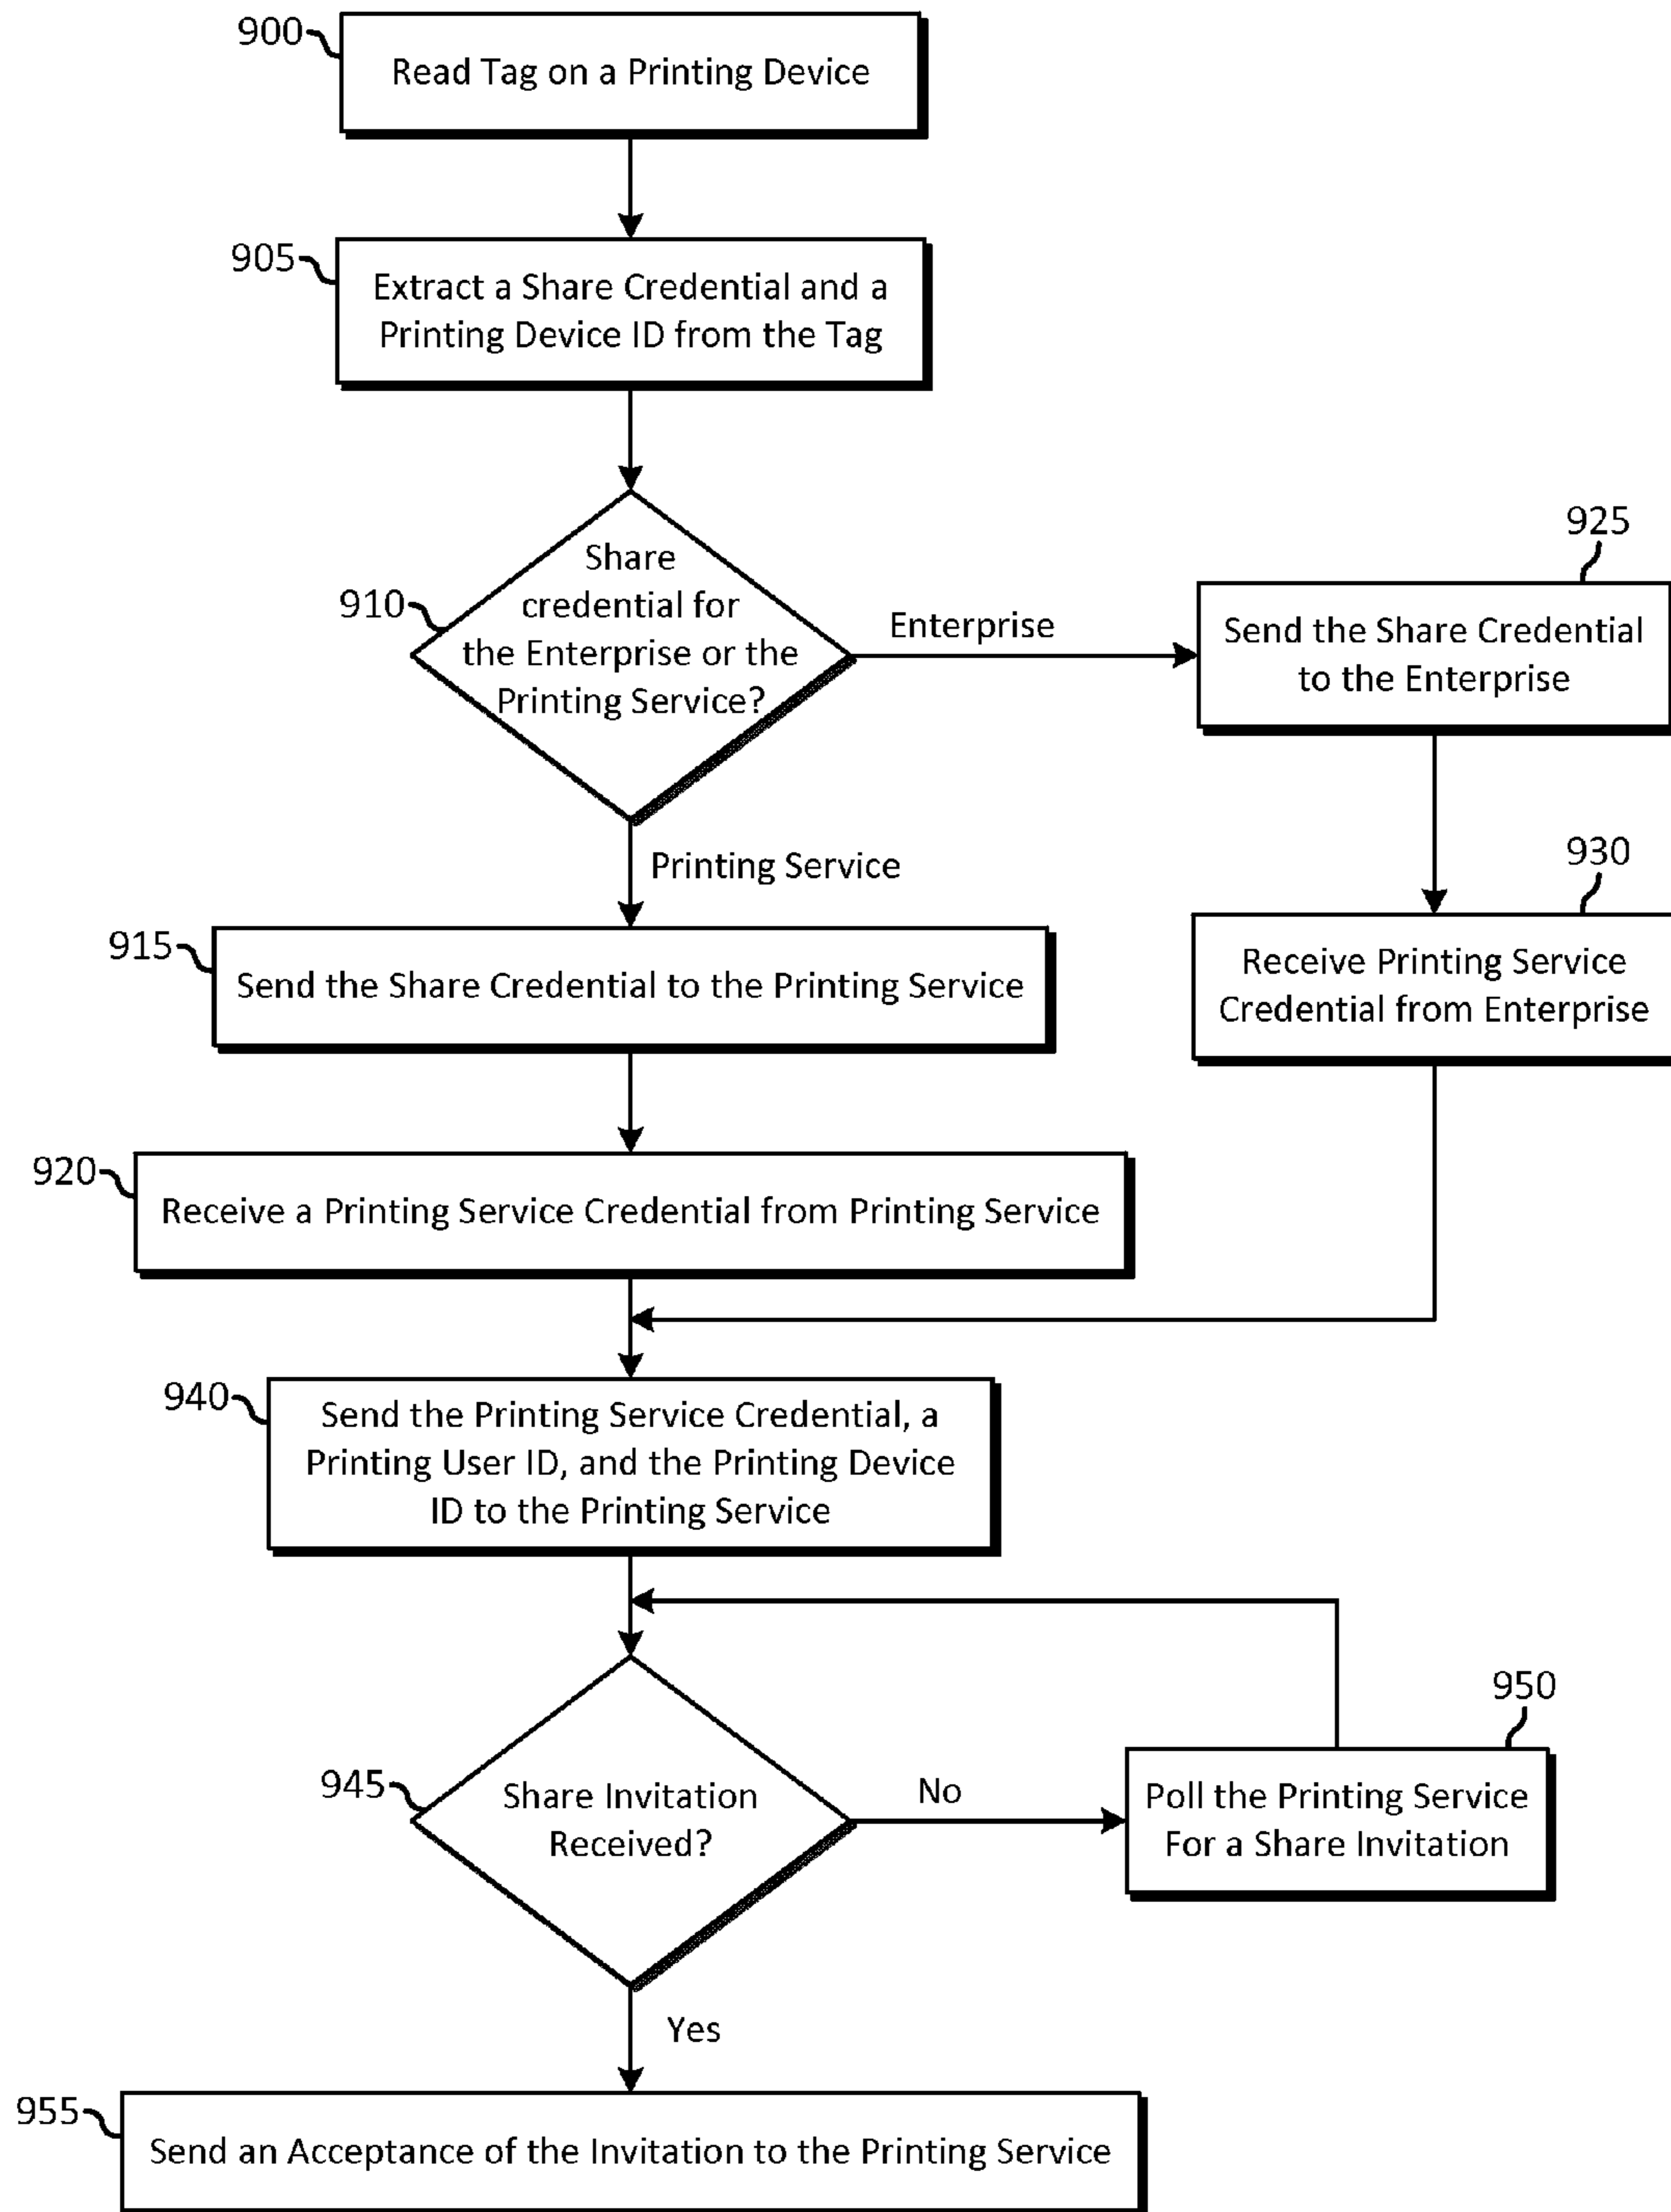 900
Read Tag on a Printing Device
905
Extract a Share Credential and a
Printing Device ID from the Tag
910
Share
credential for
the Enterprise or the
Printing Service?
Enterprise
925
Send the Share Credential
to the Enterprise
Printing Service
930
Receive Printing Service
Credential from Enterprise
915
Send the Share Credential to the Printing Service
920
Receive a Printing Service Credential from Printing Service
940
Send the Printing Service Credential, a
Printing User ID, and the Printing Device
ID to the Printing Service
945
Share Invitation
Received?
No
950
Poll the Printing Service
For a Share Invitation
Yes
955
Send an Acceptance of the Invitation to the Printing Service